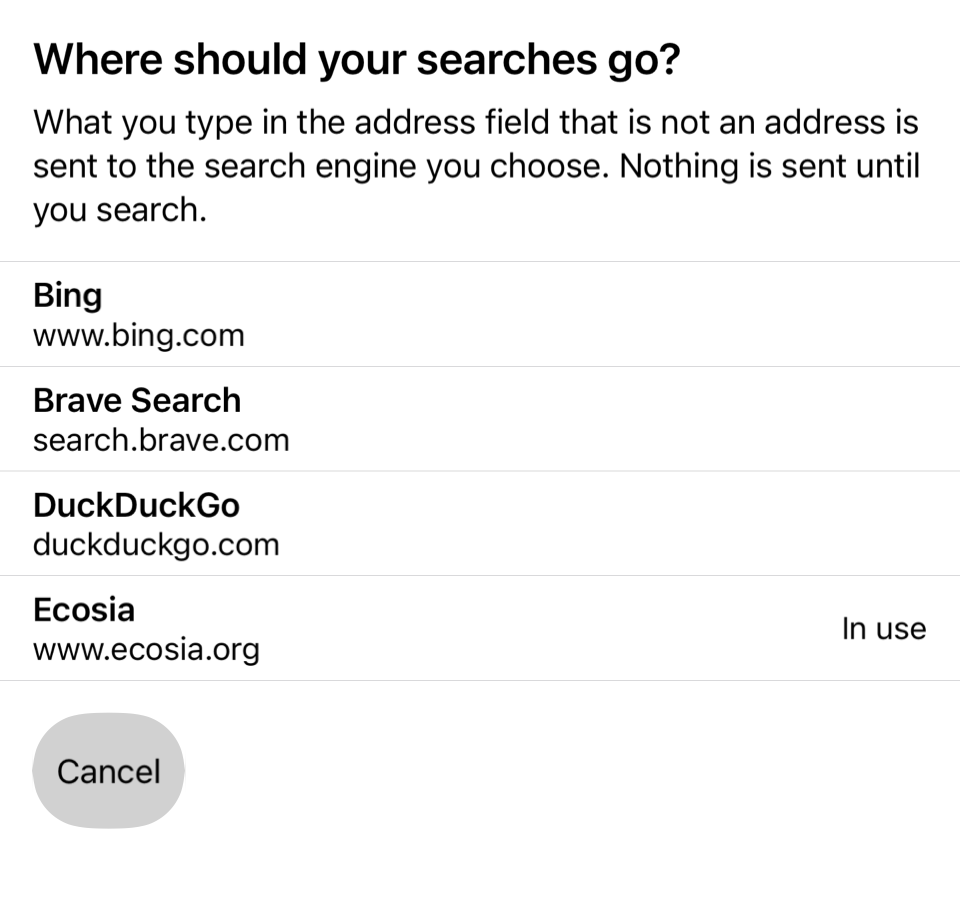 Where should your searches go?
What you type in the address field that is not an address is
sent to the search engine you choose. Nothing is sent until
you search.
Bing
www.bing.com
Brave Search
search.brave.com
DuckDuckGo
duckduckgo.com
Ecosia
www.ecosia.org
In use
Cancel